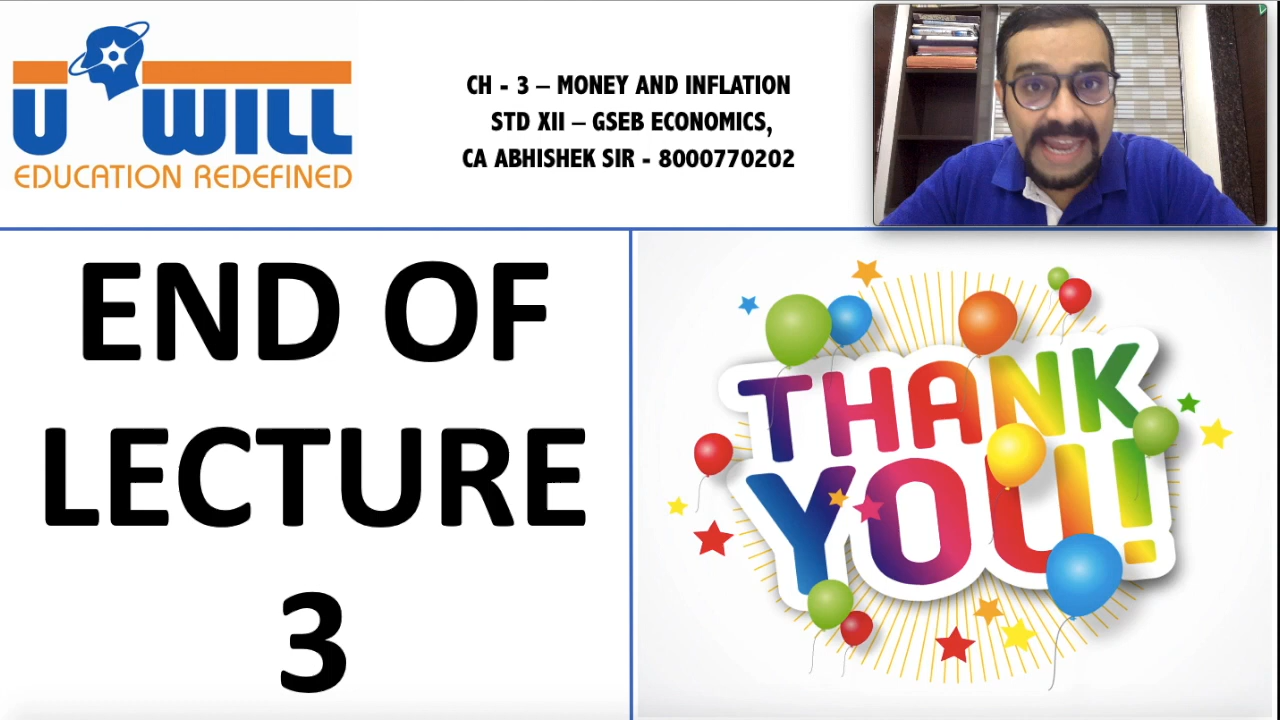 U WILL
EDUCATION REDEFINED
CH - 3 – MONEY AND INFLATION
STD XII – GSEB ECONOMICS,
CA ABHISHEK SIR - 8000770202
END OF
LECTURE
3
THANK
YOU!